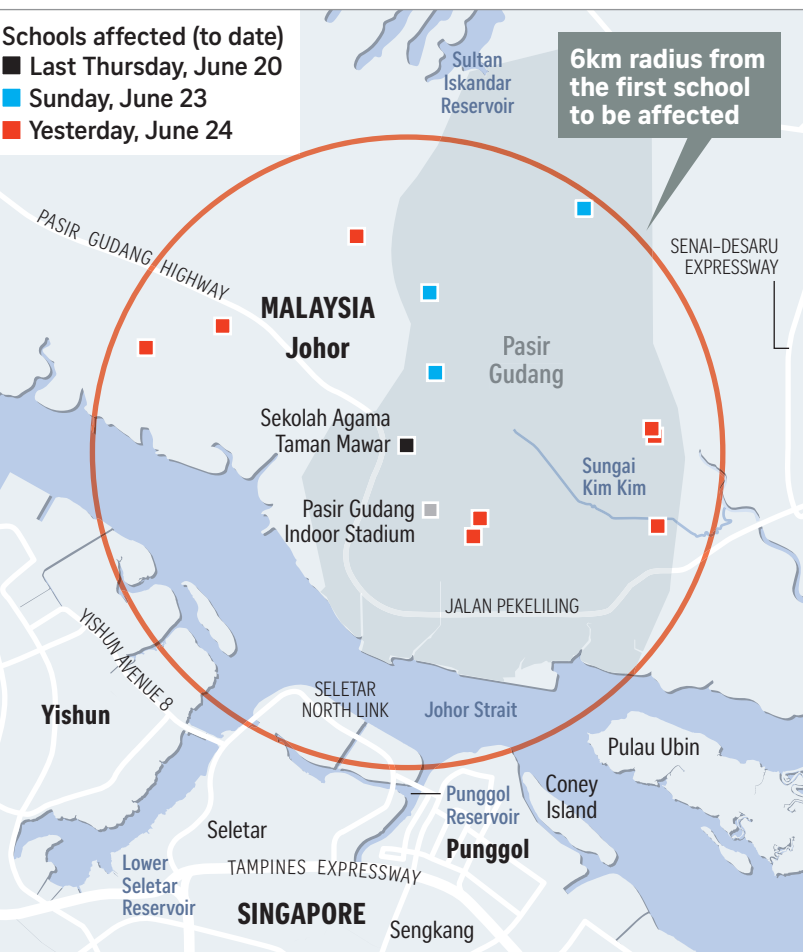 Schools affected (to date)
Last Thursday, June 20
Sunday, June 23
Yesterday, June 24
Sultan
Iskandar
Reservoir
6km radius from
the first school
to be affected
PASIR GUDANG HIGHWAY
SENAI–DESARU
EXPRESSWAY
MALAYSIA
Johor
Pasir
Gudang
Sekolah Agama
Taman Mawar
Sungai
Kim Kim
Pasir Gudang
Indoor Stadium
JALAN PEKELILING
YISHUN AVENUE 8
SELETAR
NORTH LINK
Johor Strait
Yishun
Pulau Ubin
Coney
Island
Punggol
Reservoir
Seletar
Punggol
Lower
Seletar
Reservoir
TAMPINES EXPRESSWAY
SINGAPORE
Sengkang